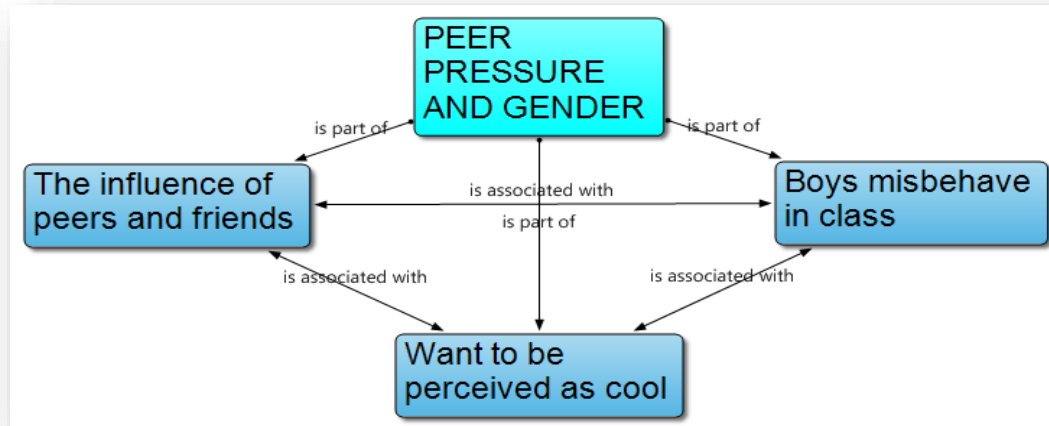 PEER
PRESSURE
AND GENDER
is part of
is part of
The influence of
peers and friends
is associated with
is part of
Boys misbehave
in class
is associated with
is associated with
Want to be
perceived as cool